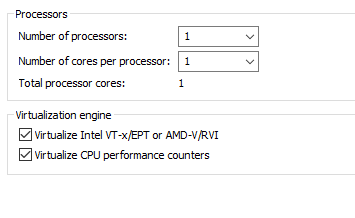 Processors
Number of processors: 1
Number of cores per processor: 1
Total processor cores: 1
Virtualization engine
Virtualize Intel VT-x/EPT or AMD-V/RVI
Virtualize CPU performance counters